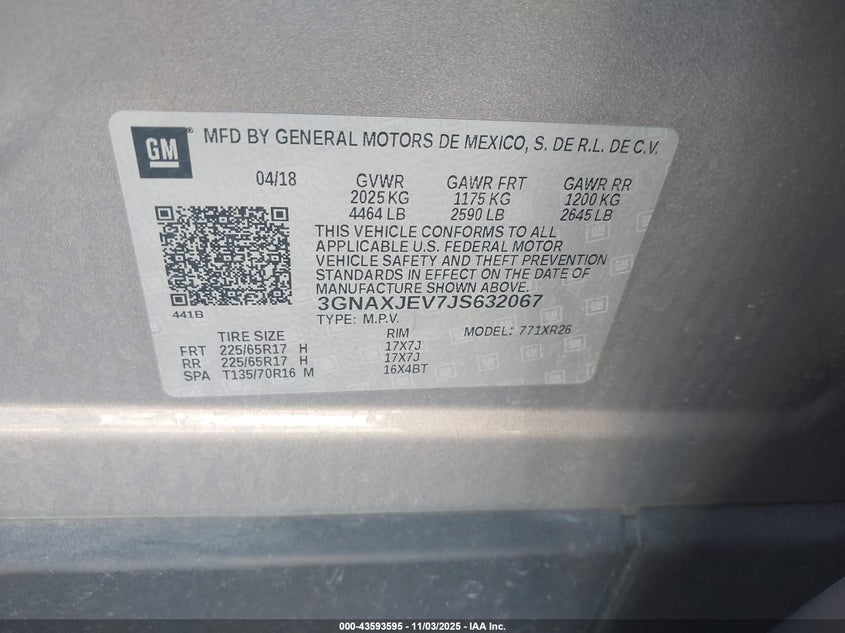 GM
® MFD BY GENERAL MOTORS DE MEXICO, S. DE R.L. DE C.V.
04/18 GVWR GAWR FRT GAWR RR
2025 KG 1175 KG 1200 KG
4464 LB 2590 LB 2645 LB
THIS VEHICLE CONFORMS TO ALL
APPLICABLE U.S. FEDERAL MOTOR
VEHICLE SAFETY AND THEFT PREVENTION
STANDARDS IN EFFECT ON THE DATE OF
MANUFACTURE SHOWN ABOVE.
441B 3GNAXJEV7JS632067
TYPE: M.P.V.
TIRE SIZE RIM MODEL: 771XR26
FRT 225/65R17 H 17X7J
RR 225/65R17 H 17X7J
SPA T135/70R16 M 16X4BT
000-43593595 - 11/03/2025 - IAA Inc.